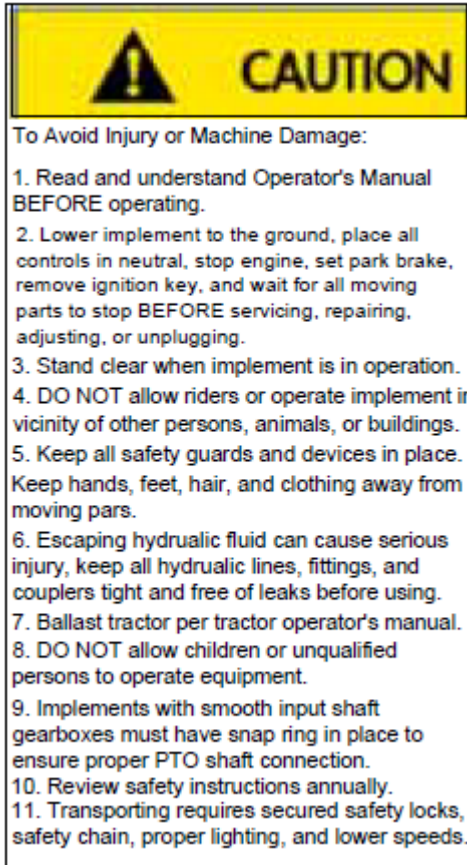 CAUTION
To Avoid Injury or Machine Damage:
1. Read and understand Operator's Manual
BEFORE operating.
2. Lower implement to the ground, place all
controls in neutral, stop engine, set park brake,
remove ignition key, and wait for all moving
parts to stop BEFORE servicing, repairing,
adjusting, or unplugging.
3. Stand clear when implement is in operation.
4. DO NOT allow riders or operate implement in
vicinity of other persons, animals, or buildings.
5. Keep all safety guards and devices in place.
Keep hands, feet, hair, and clothing away from
moving pars.
6. Escaping hydrualic fluid can cause serious
injury, keep all hydrualic lines, fittings, and
couplers tight and free of leaks before using.
7. Ballast tractor per tractor operator's manual.
8. DO NOT allow children or unqualified
persons to operate equipment.
9. Implements with smooth input shaft
gearboxes must have snap ring in place to
ensure proper PTO shaft connection.
10. Review safety instructions annually.
11. Transporting requires secured safety locks,
safety chain, proper lighting, and lower speeds.